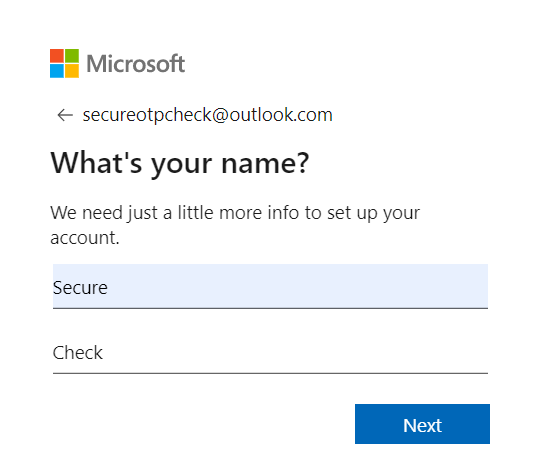 Microsoft
← secureotpcheck@outlook.com
What's your name?
We need just a little more info to set up your
account.
Secure
Check
Next